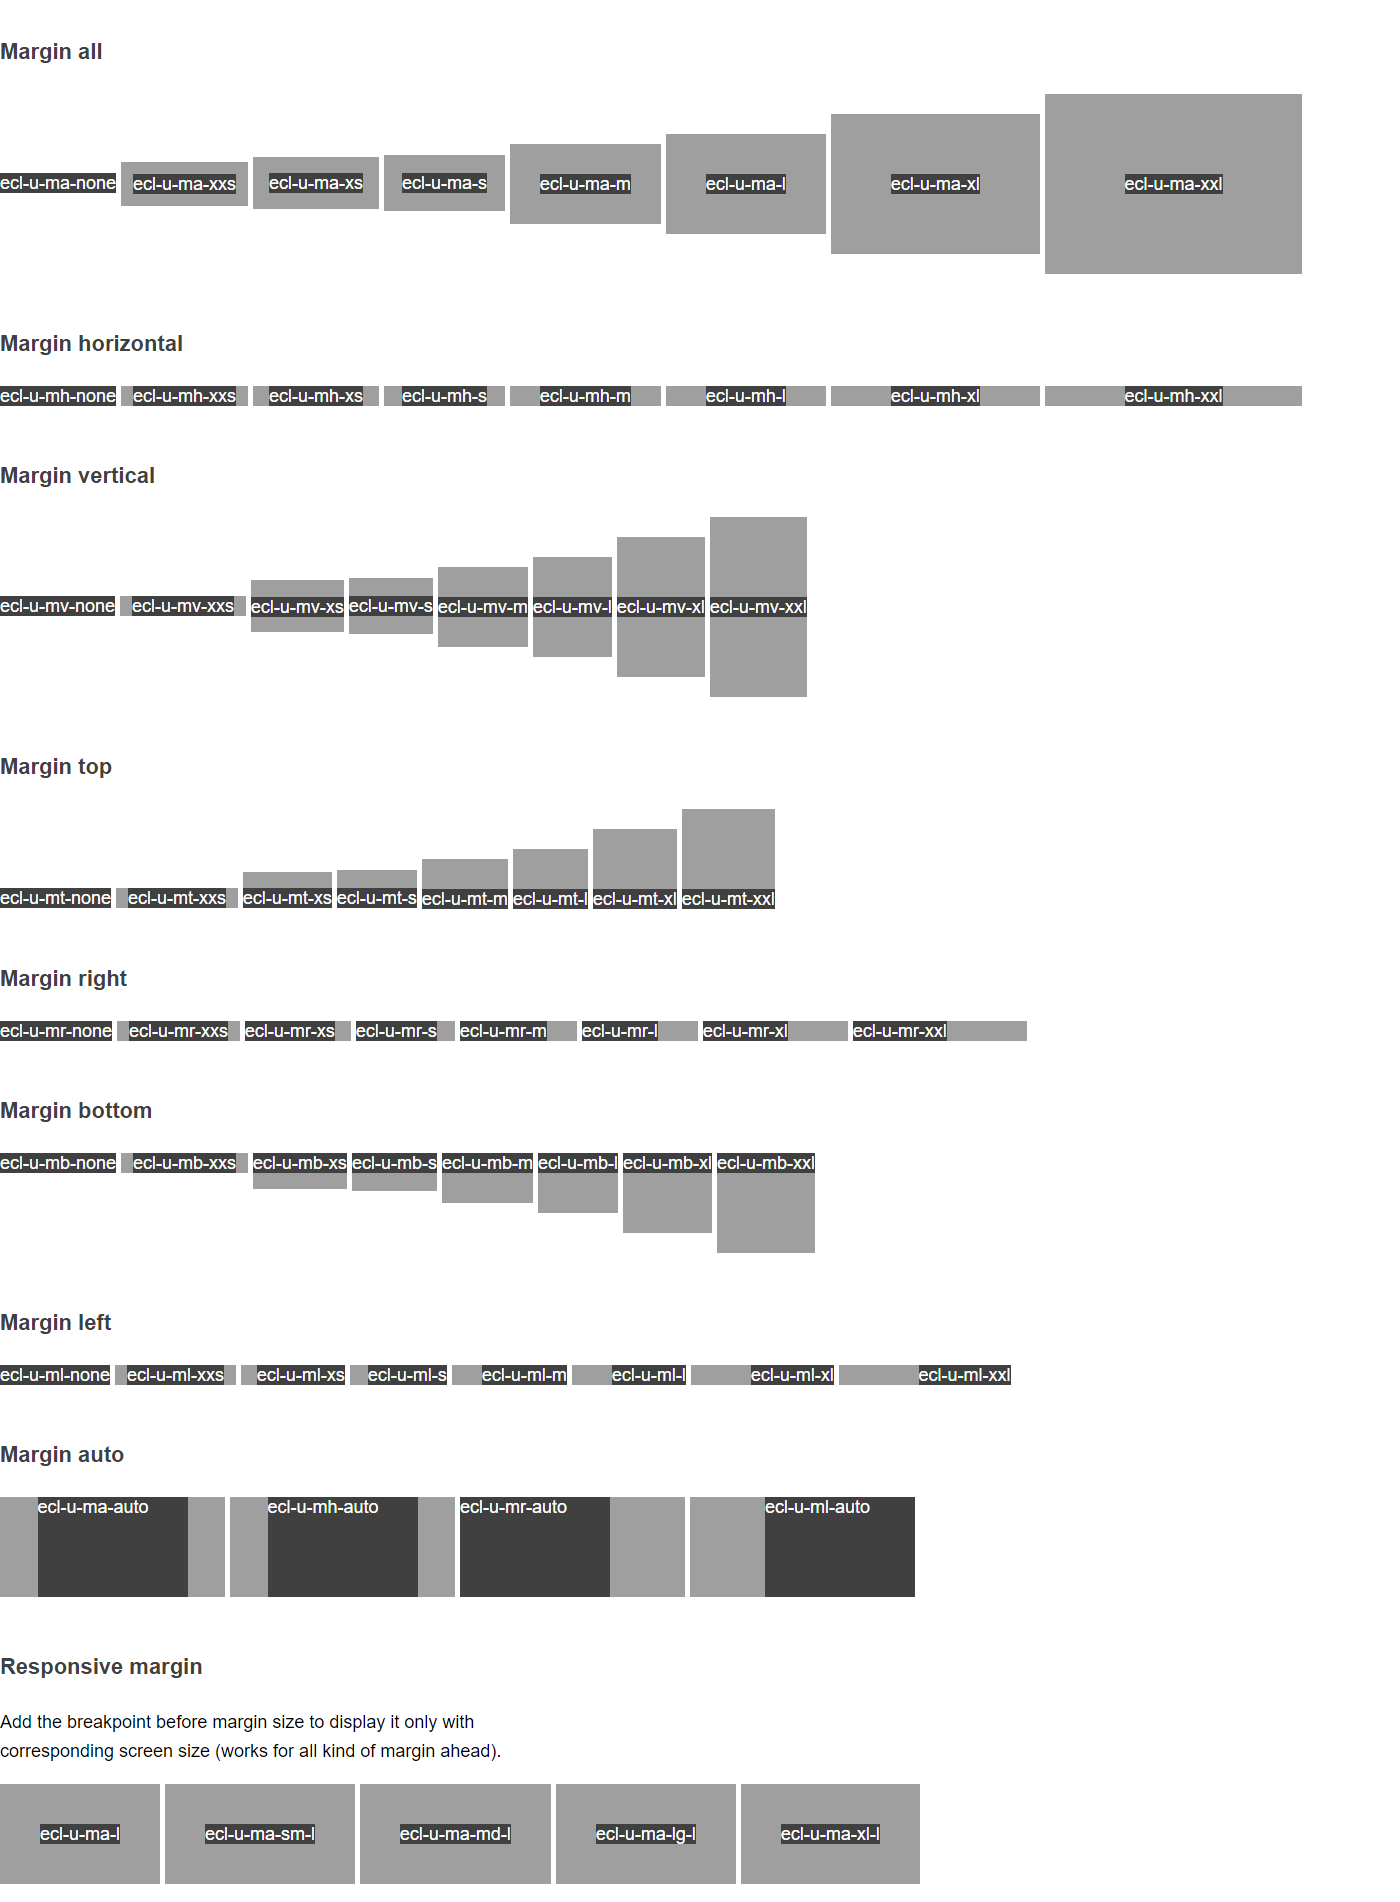 Margin all
ecl-u-ma-none ecl-u-ma-xxs ecl-u-ma-xs ecl-u-ma-s ecl-u-ma-m ecl-u-ma-l ecl-u-ma-xl ecl-u-ma-xxl
Margin horizontal
ecl-u-mh-none ecl-u-mh-xxs ecl-u-mh-xs ecl-u-mh-s ecl-u-mh-m ecl-u-mh-l ecl-u-mh-xl ecl-u-mh-xxl
Margin vertical
ecl-u-mv-none ecl-u-mv-xxs ecl-u-mv-xs ecl-u-mv-s ecl-u-mv-m ecl-u-mv-l ecl-u-mv-xl ecl-u-mv-xxl
Margin top
ecl-u-mt-none ecl-u-mt-xxs ecl-u-mt-xs ecl-u-mt-s ecl-u-mt-m ecl-u-mt-l ecl-u-mt-xl ecl-u-mt-xxl
Margin right
ecl-u-mr-none ecl-u-mr-xxs ecl-u-mr-xs ecl-u-mr-s ecl-u-mr-m ecl-u-mr-l ecl-u-mr-xl ecl-u-mr-xxl
Margin bottom
ecl-u-mb-none ecl-u-mb-xxs ecl-u-mb-xs ecl-u-mb-s ecl-u-mb-m ecl-u-mb-l ecl-u-mb-xl ecl-u-mb-xxl
Margin left
ecl-u-ml-none ecl-u-ml-xxs ecl-u-ml-xs ecl-u-ml-s ecl-u-ml-m ecl-u-ml-l ecl-u-ml-xl ecl-u-ml-xxl
Margin auto
ecl-u-ma-auto ecl-u-mh-auto ecl-u-mr-auto ecl-u-ml-auto
Responsive margin
Add the breakpoint before margin size to display it only with
corresponding screen size (works for all kind of margin ahead).
ecl-u-ma-l ecl-u-ma-sm-l ecl-u-ma-md-l ecl-u-ma-lg-l ecl-u-ma-xl-l